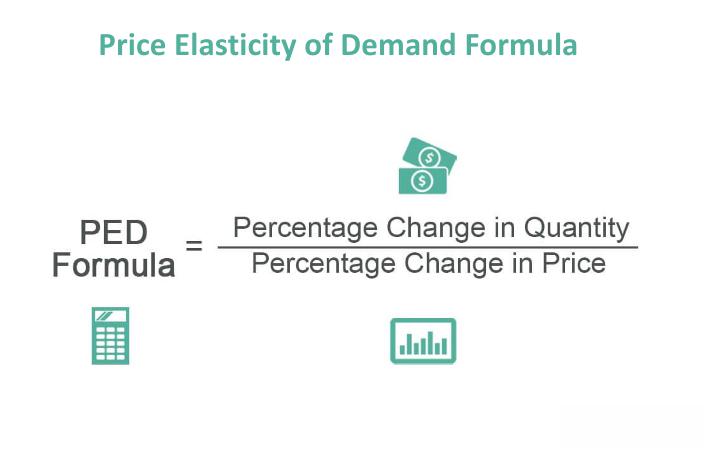 Price Elasticity of Demand Formula
PED
Formula
=
Percentage Change in Quantity
Percentage Change in Price
$
$